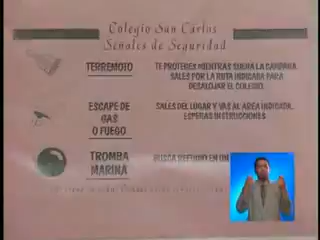 Colegio San Carlos
Señales de Seguridad
TERREMOTO
TE PROTEGES MIENTRAS SUENA LA CAMPANA.
SALES POR LA RUTA INDICADA PARA
DESALOJAR EL COLEGIO.
ESCAPE DE
GAS
O FUEGO
SALES DEL LUGAR Y VAS AL AREA INDICADA.
ESPERAS INSTRUCCIONES
TROMBA
MARINA
BUSCA REFUGIO EN UN